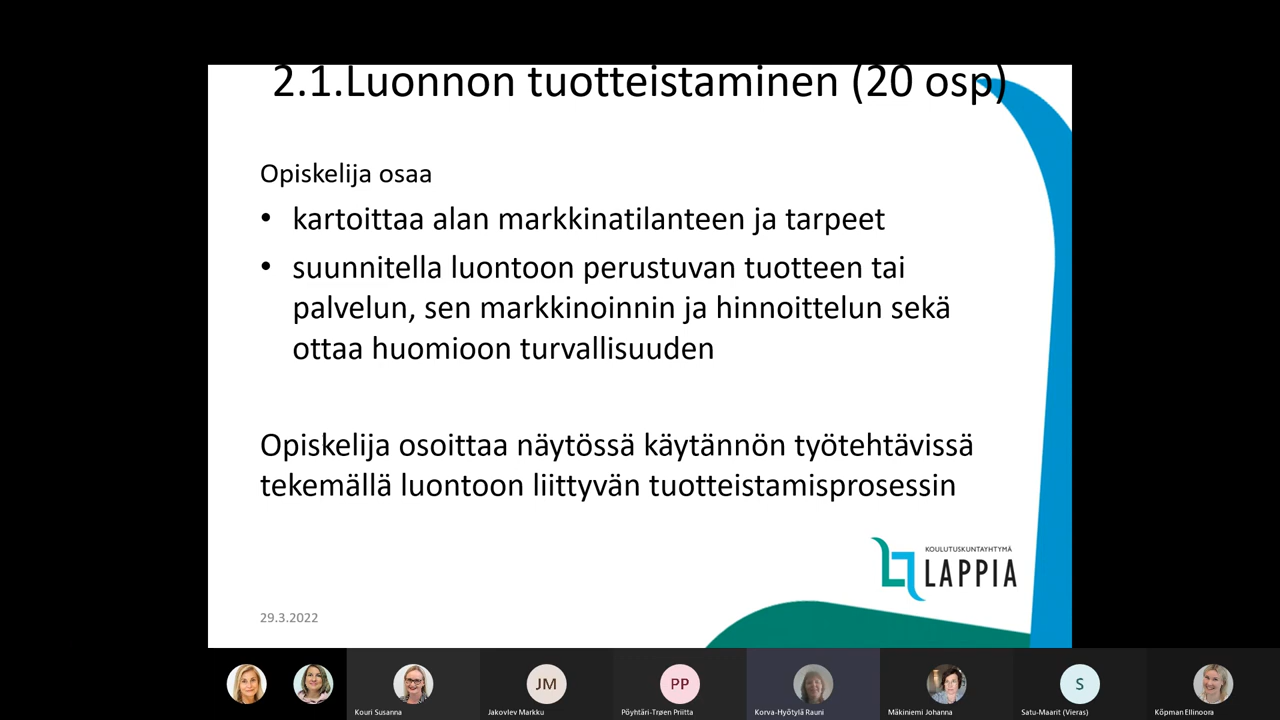 2.1.Luonnon tuotteistaminen (20 osp)
Opiskelija osaa
• kartoittaa alan markkinatilanteen ja tarpeet
• suunnitella luontoon perustuvan tuotteen tai
palvelun, sen markkinoinnin ja hinnoittelun sekä
ottaa huomioon turvallisuuden
Opiskelija osoittaa näytössä käytännön työtehtävissä
tekemällä luontoon liittyvän tuotteistamisprosessin
KOULUTUSKUNTAYHTYMÄ
LAPPIA
29.3.2022
JM
PP
S
Kouri Susanna
Jakovlev Markku
Pöyhtäri-Trøen Priitta
Korva-Hyötylä Rauni
Mäkiniemi Johanna
Satu-Maarit (Vieras)
Köpman Ellinoora